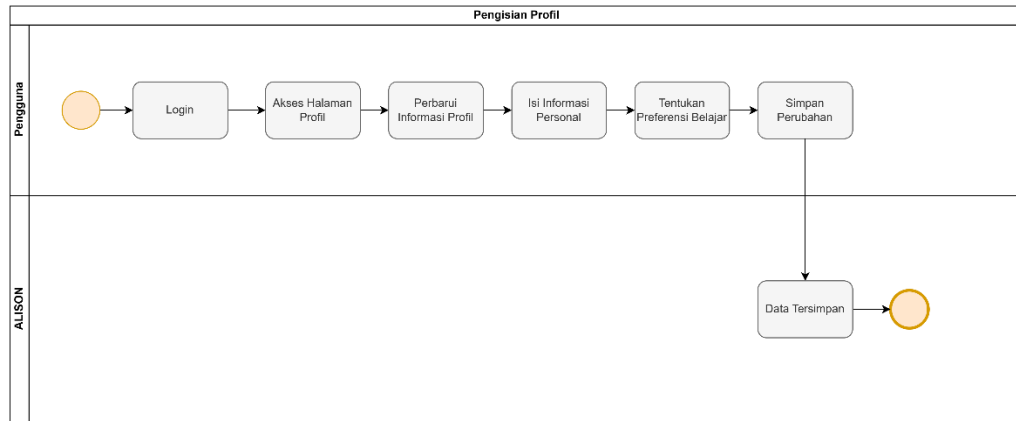 Pengisian Profil
Pengguna
Login
Akses Halaman
Profil
Perbarui
Informasi Profil
Isi Informasi
Personal
Tentukan
Preferensi Belajar
Simpan
Perubahan
ALISON
Data Tersimpan